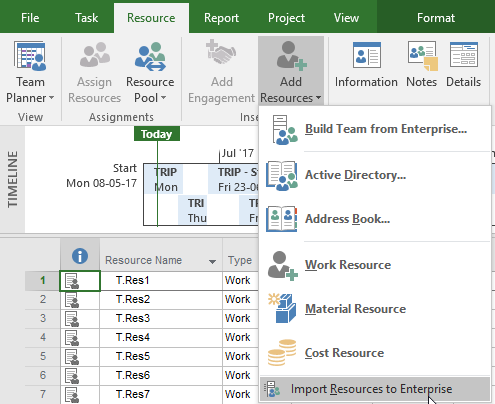 File Task Resource Report Project View Format
Team Planner
Assign Resources
Resource Pool
Add Engagement
Add Resources
Information
Notes
Details
View
Assignments
Inse
TIMELINE
Today
Jul '17
Start
Mon 08-05-17
TRIP
Mon
TRIP - S
Fri 23-06
TRI
Thu
Build Team from Enterprise...
Active Directory...
Address Book...
Work Resource
Material Resource
Cost Resource
Import Resources to Enterprise
Resource Name Type
1 T.Res1 Work
2 T.Res2 Work
3 T.Res3 Work
4 T.Res4 Work
5 T.Res5 Work
6 T.Res6 Work
7 T.Res7 Work